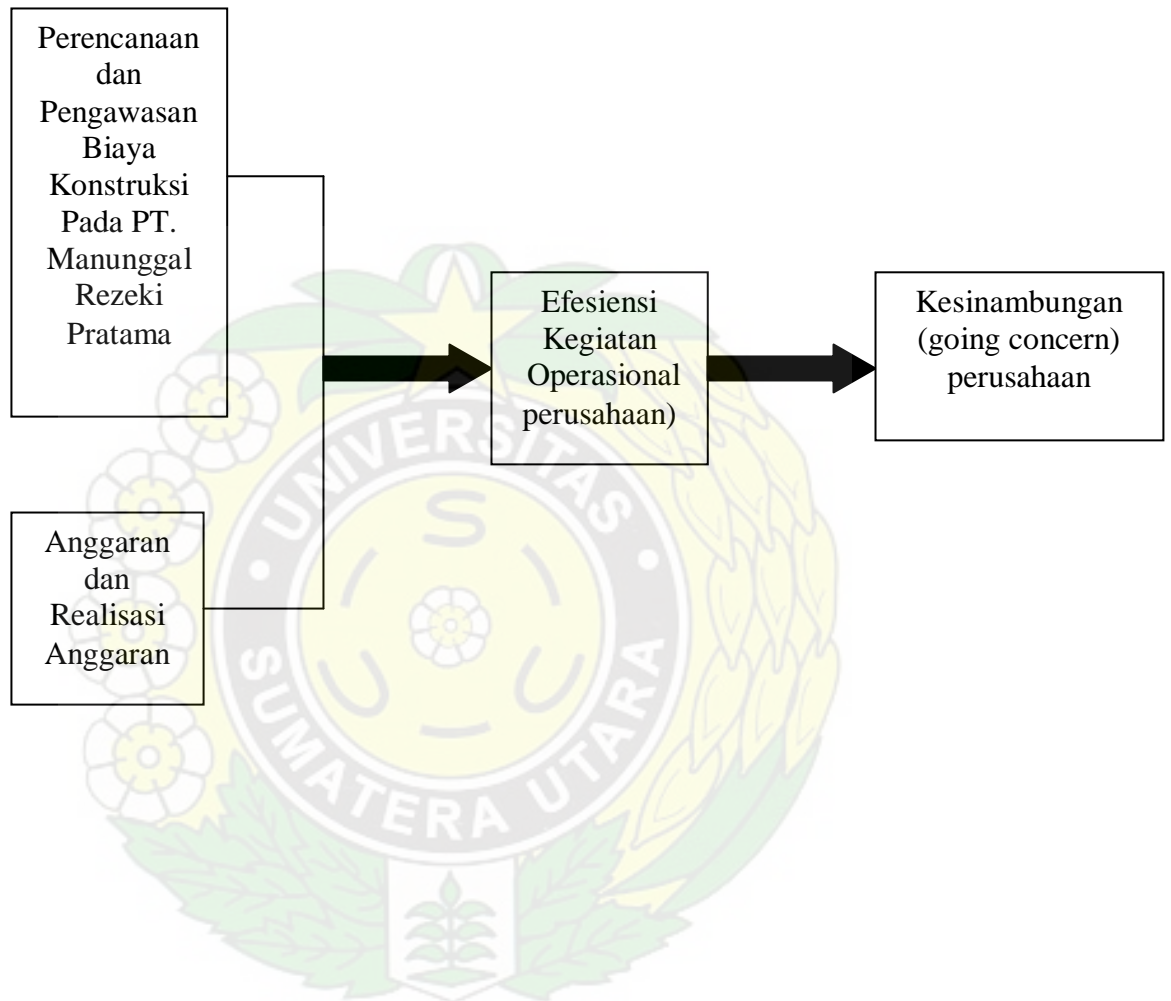 Perencanaan
dan
Pengawasan
Biaya
Konstruksi
Pada PT.
Manunggal
Rezeki
Pratama
Anggaran
dan
Realisasi
Anggaran
Efesiensi
Kegiatan
Operasional
perusahaan)
Kesinambungan
(going concern)
perusahaan
UNIVERSITAS
SUMATERA UTARA
U S U